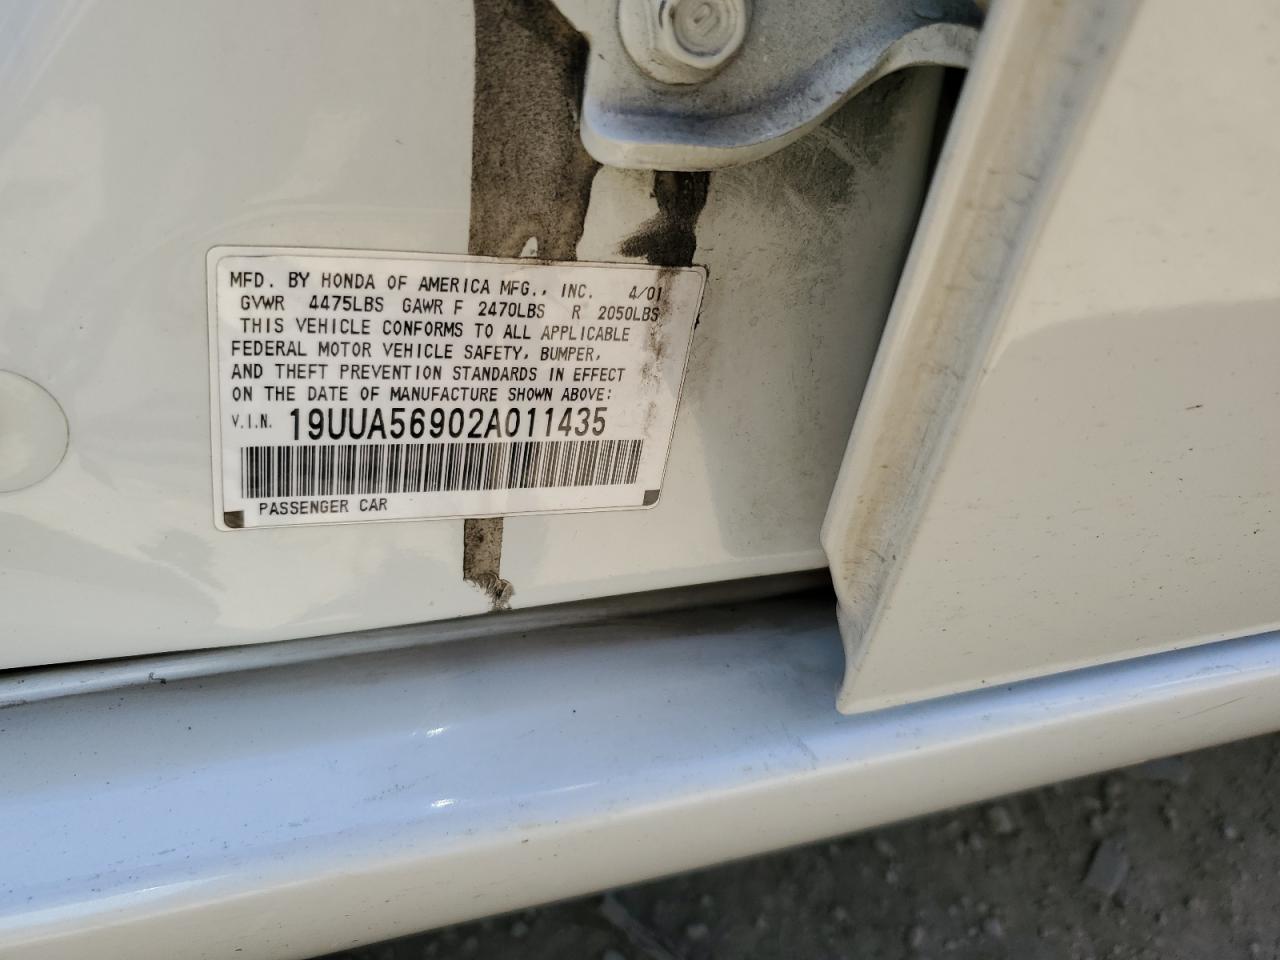 MFD. BY HONDA OF AMERICA MFG., INC. 4/01
GVWR 4475LBS GAWR F 2470LBS R 2050LBS
THIS VEHICLE CONFORMS TO ALL APPLICABLE
FEDERAL MOTOR VEHICLE SAFETY, BUMPER,
AND THEFT PREVENTION STANDARDS IN EFFECT
ON THE DATE OF MANUFACTURE SHOWN ABOVE:
V.I.N. 19UUA56902A011435
PASSENGER CAR